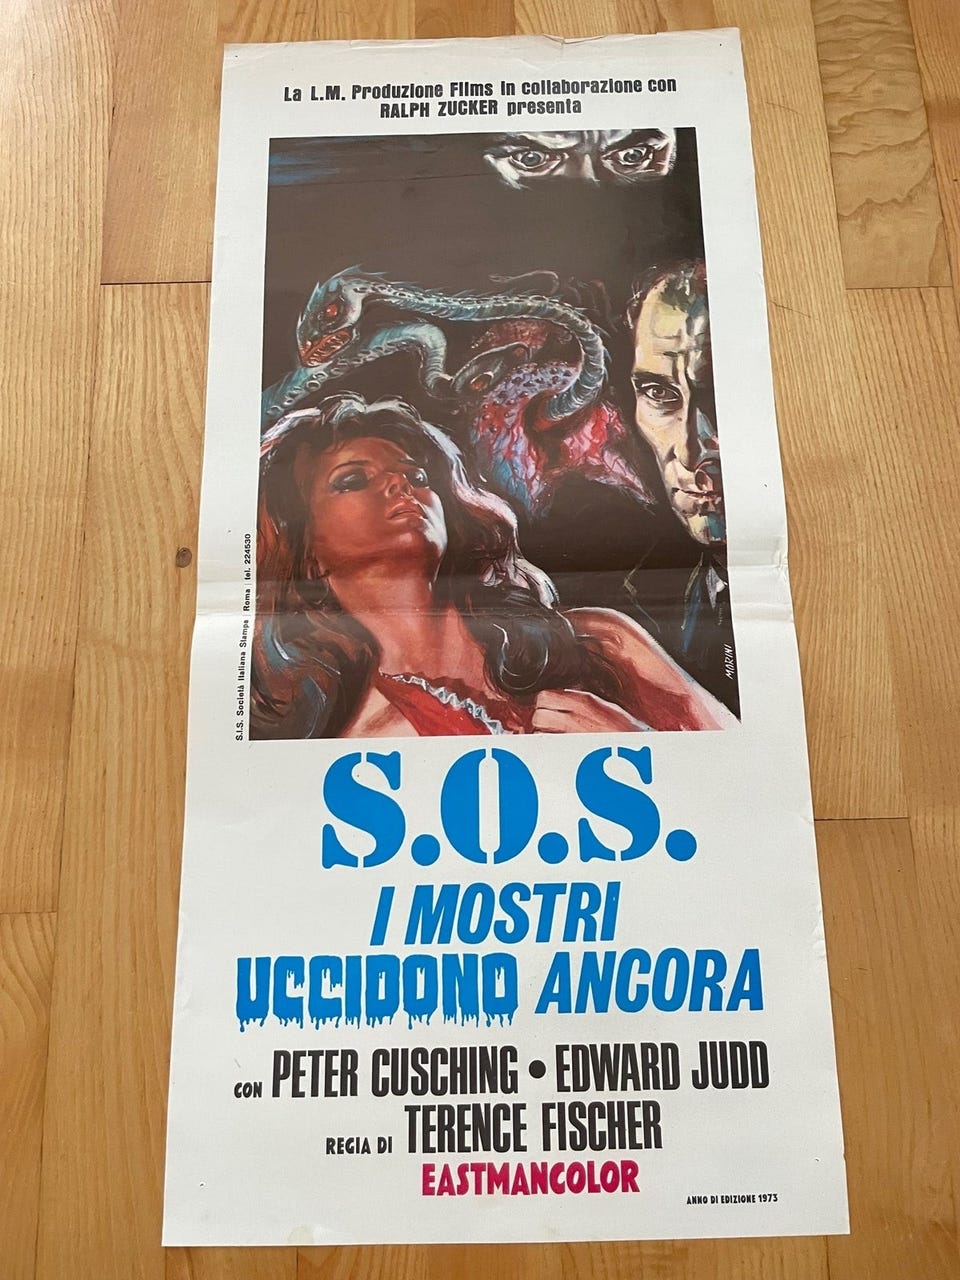 La L.M. Produzione Films in collaborazione con
RALPH ZUCKER presenta
MORINI
S.I.S. Società Italiana Stampa Roma tel. 224530
S.O.S.
I MOSTRI
UCCIDONO ANCORA
CON PETER CUSCHING • EDWARD JUDD
REGIA DI TERENCE FISCHER
EASTMANCOLOR
ANNO DI EDIZIONE 1973